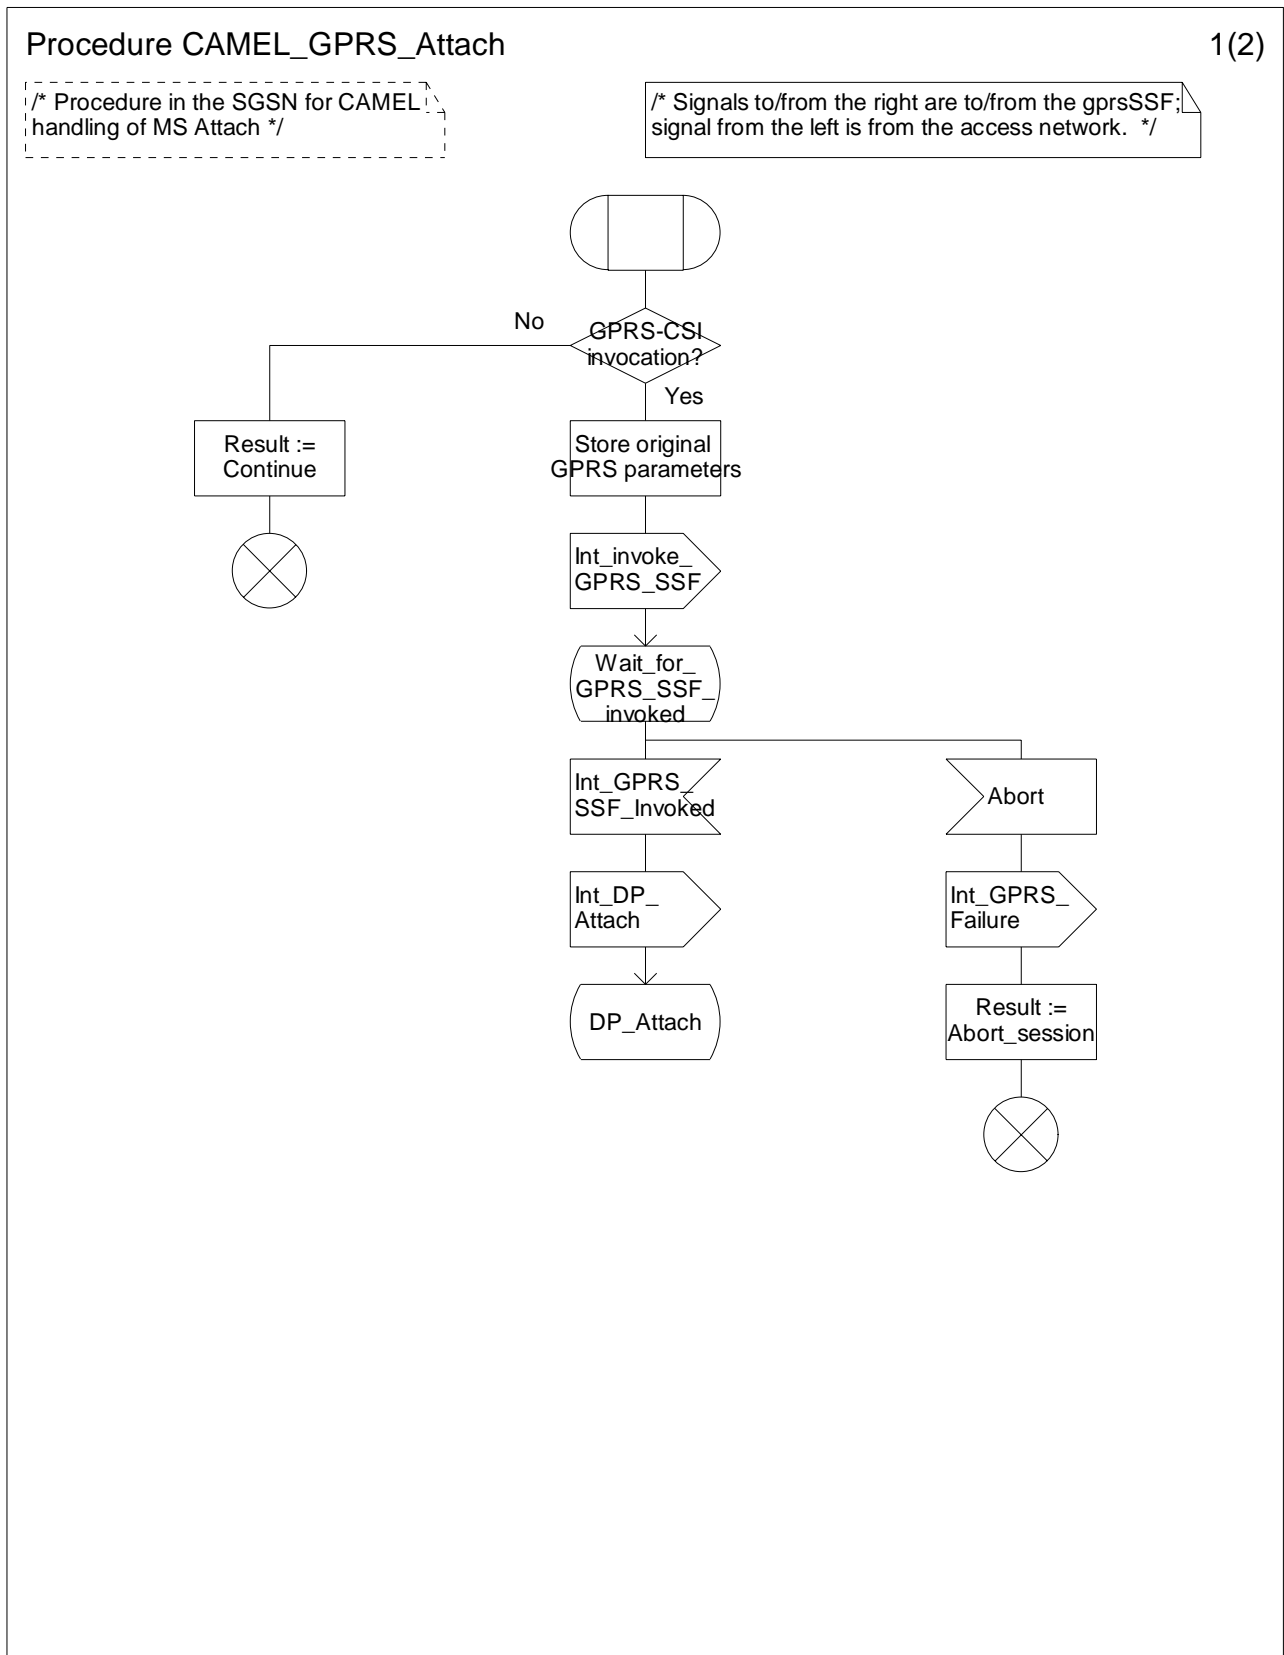 Procedure CAMEL_GPRS_Attach
1(2)
/* Procedure in the SGSN for CAMEL
handling of MS Attach */
/* Signals to/from the right are to/from the gprsSSF;
signal from the left is from the access network.  */
GPRS-CSI
invocation?
No
Yes
Result :=
Continue
Store original
GPRS parameters
Int_invoke_
GPRS_SSF
Wait_for_
GPRS_SSF_
invoked
Int_GPRS_
SSF_Invoked
Abort
Int_DP_
Attach
Int_GPRS_
Failure
DP_Attach
Result :=
Abort_session